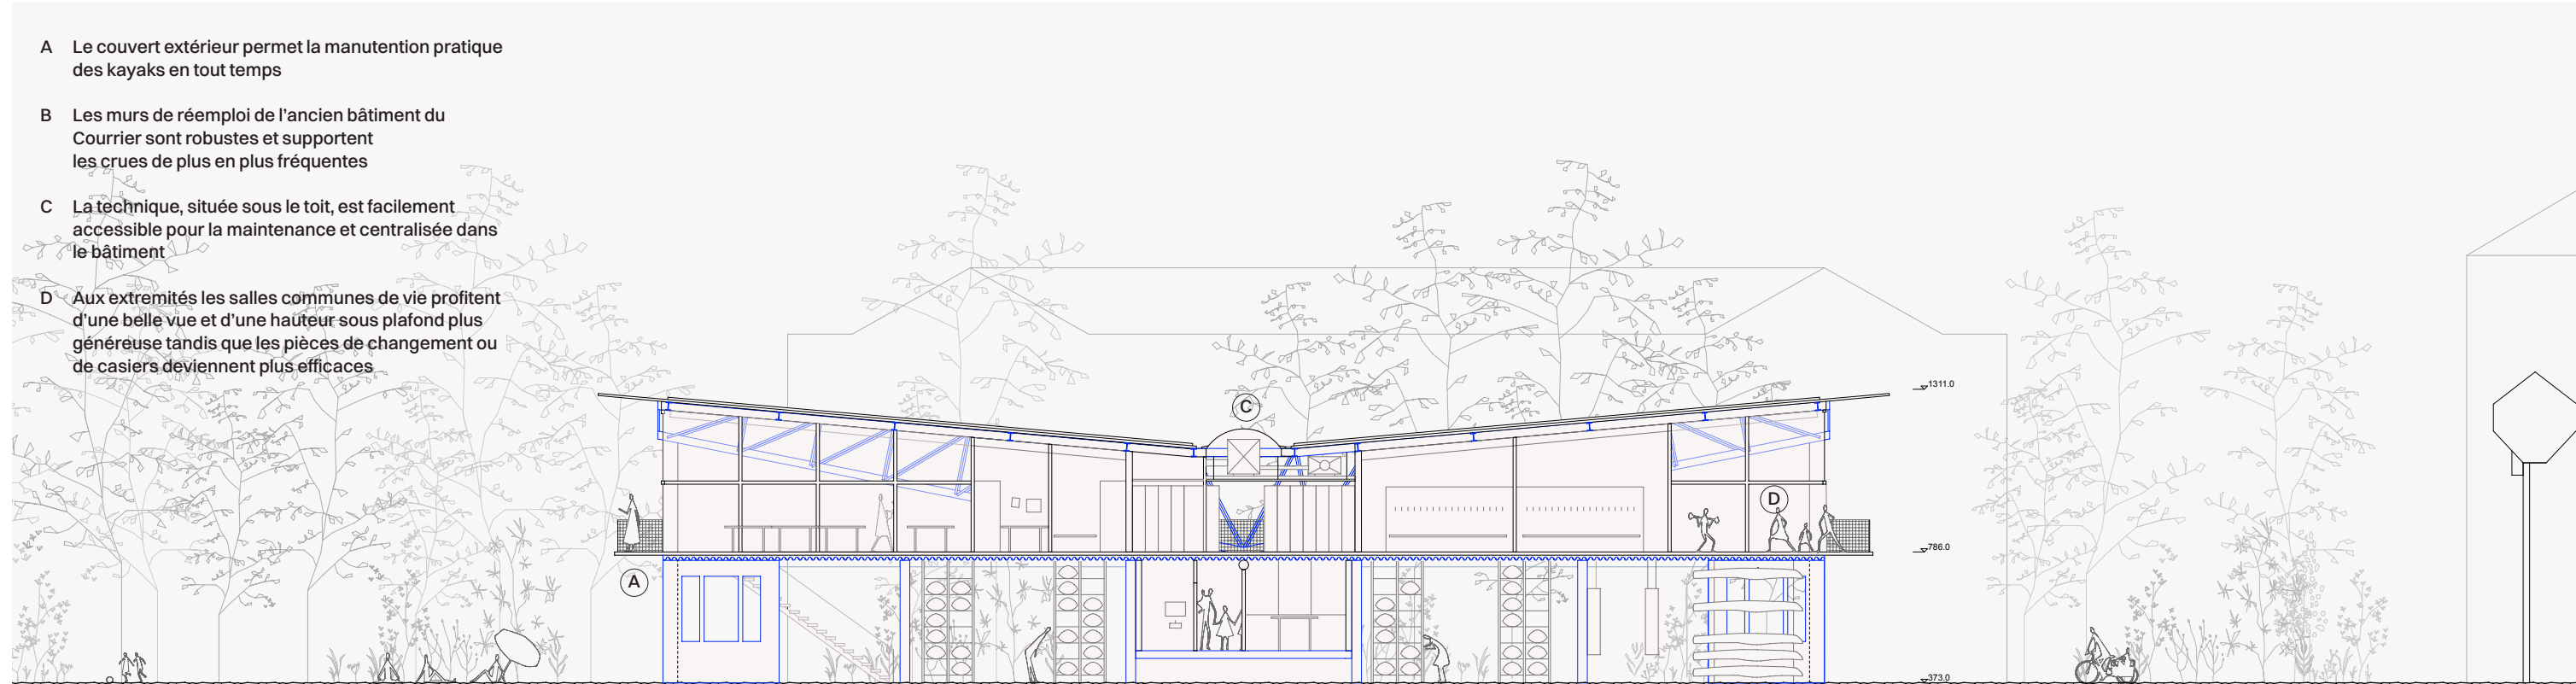 A Le couvert extérieur permet la manutention pratique
des kayaks en tout temps
B Les murs de réemploi de l'ancien bâtiment du
Courrier sont robustes et supportent
les crues de plus en plus fréquentes
C La technique, située sous le toit, est facilement
accessible pour la maintenance et centralisée dans
le bâtiment
D Aux extremités les salles communes de vie profitent
d'une belle vue et d'une hauteur sous plafond plus
généreuse tandis que les pièces de changement ou
de casiers deviennent plus efficaces
1311.0
C
D
786.0
A
373.0